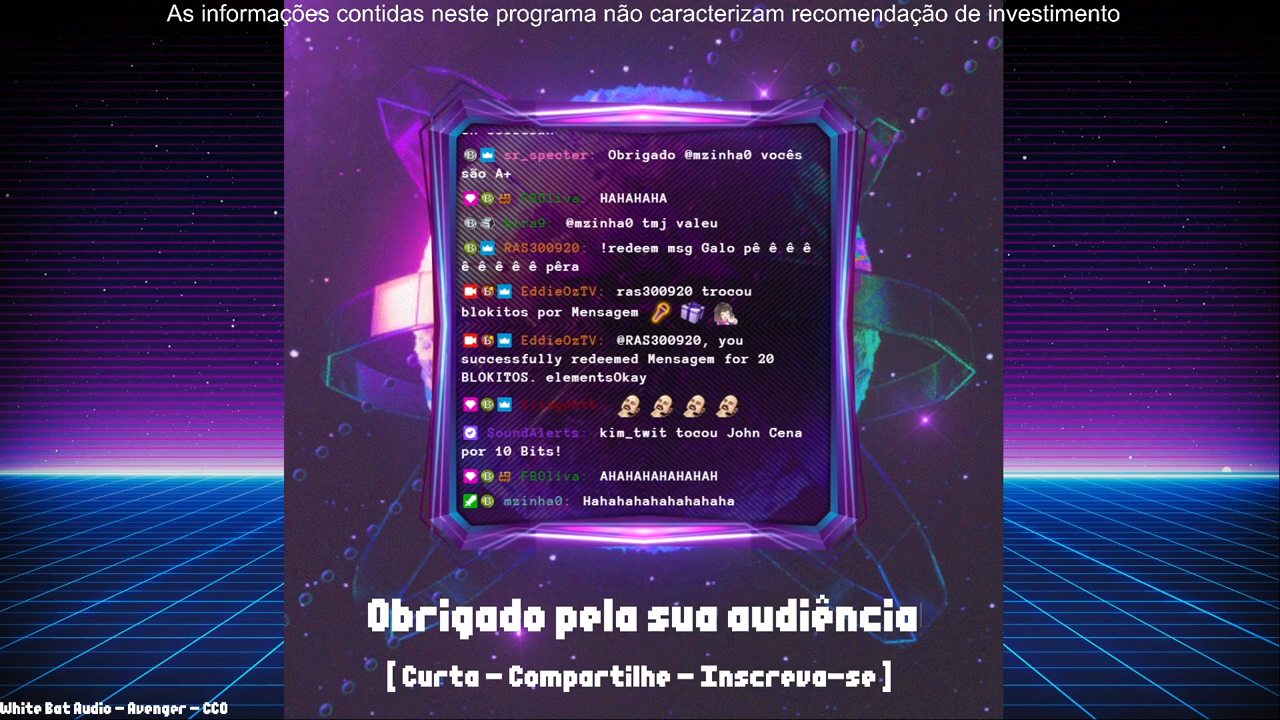 As informações contidas neste programa não caracterizam recomendação de investimento
sr_specter: Obrigado @mzinha0 vocês
são A+
FBOliva: HAHAHAHA
@mzinha0 tmj valeu
RAS300920: !redeem msg Galo pê ê ê ê
ê ê ê ê ê pêra
EddieOzTV: ras300920 trocou
blokitos por Mensagem
EddieOzTV: @RAS300920, you
successfully redeemed Mensagem for 20
BLOKITOS. elementsOkay
SoundAlerts: kim_twit tocou John Cena
por 10 Bits!
FBOliva: AHAHAHAHAHAHAH
mzinha0: Hahahahahahahahaha
Obrigado pela sua audiência
[ Curta - Compartilhe - Inscreva-se ]
White Bat Audio - Avenger - CCO